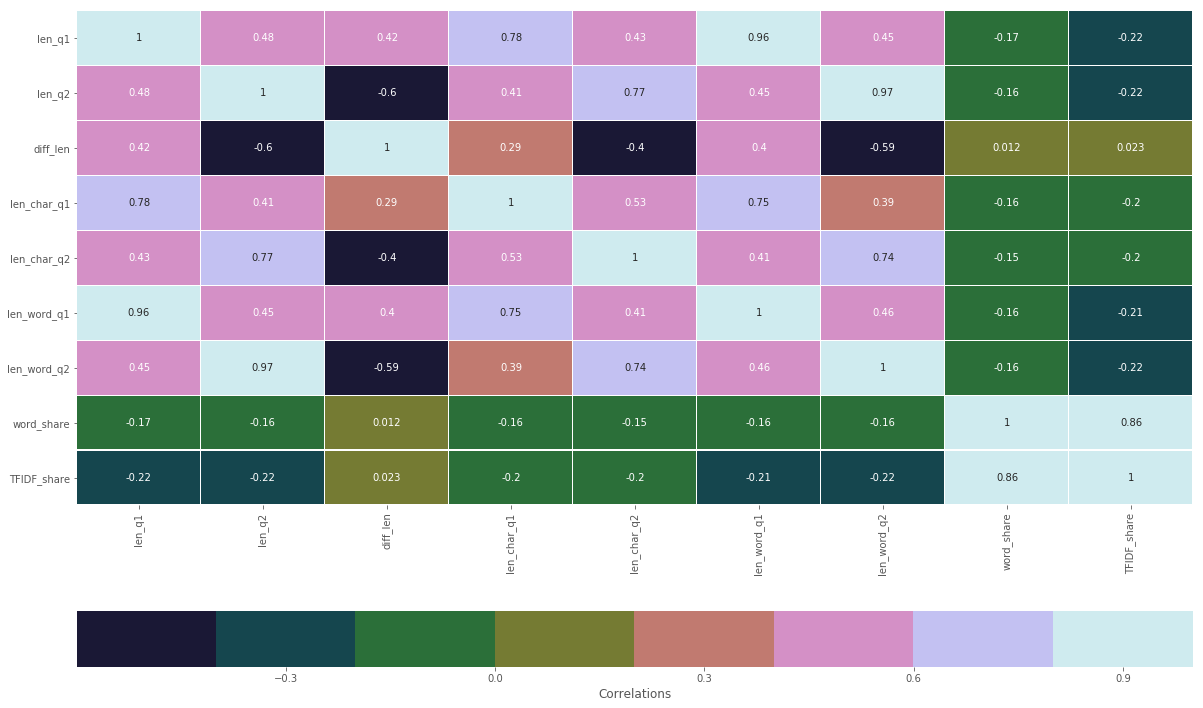 len_q1 1 0.48 0.42 0.78 0.43 0.96 0.45 -0.17 -0.22
len_q2 0.48 1 -0.6 0.41 0.77 0.45 0.97 -0.16 -0.22
diff_len 0.42 -0.6 1 0.29 -0.4 0.4 -0.59 0.012 0.023
len_char_q1 0.78 0.41 0.29 1 0.53 0.75 0.39 -0.16 -0.2
len_char_q2 0.43 0.77 -0.4 0.53 1 0.41 0.74 -0.15 -0.2
len_word_q1 0.96 0.45 0.4 0.75 0.41 1 0.46 -0.16 -0.21
len_word_q2 0.45 0.97 -0.59 0.39 0.74 0.46 1 -0.16 -0.22
word_share -0.17 -0.16 0.012 -0.16 -0.15 -0.16 -0.16 1 0.86
TFIDF_share -0.22 -0.22 0.023 -0.2 -0.2 -0.21 -0.22 0.86 1
len_q1 len_q2 diff_len len_char_q1 len_char_q2 len_word_q1 len_word_q2 word_share TFIDF_share
−0.3 0.0 0.3 0.6 0.9
Correlations